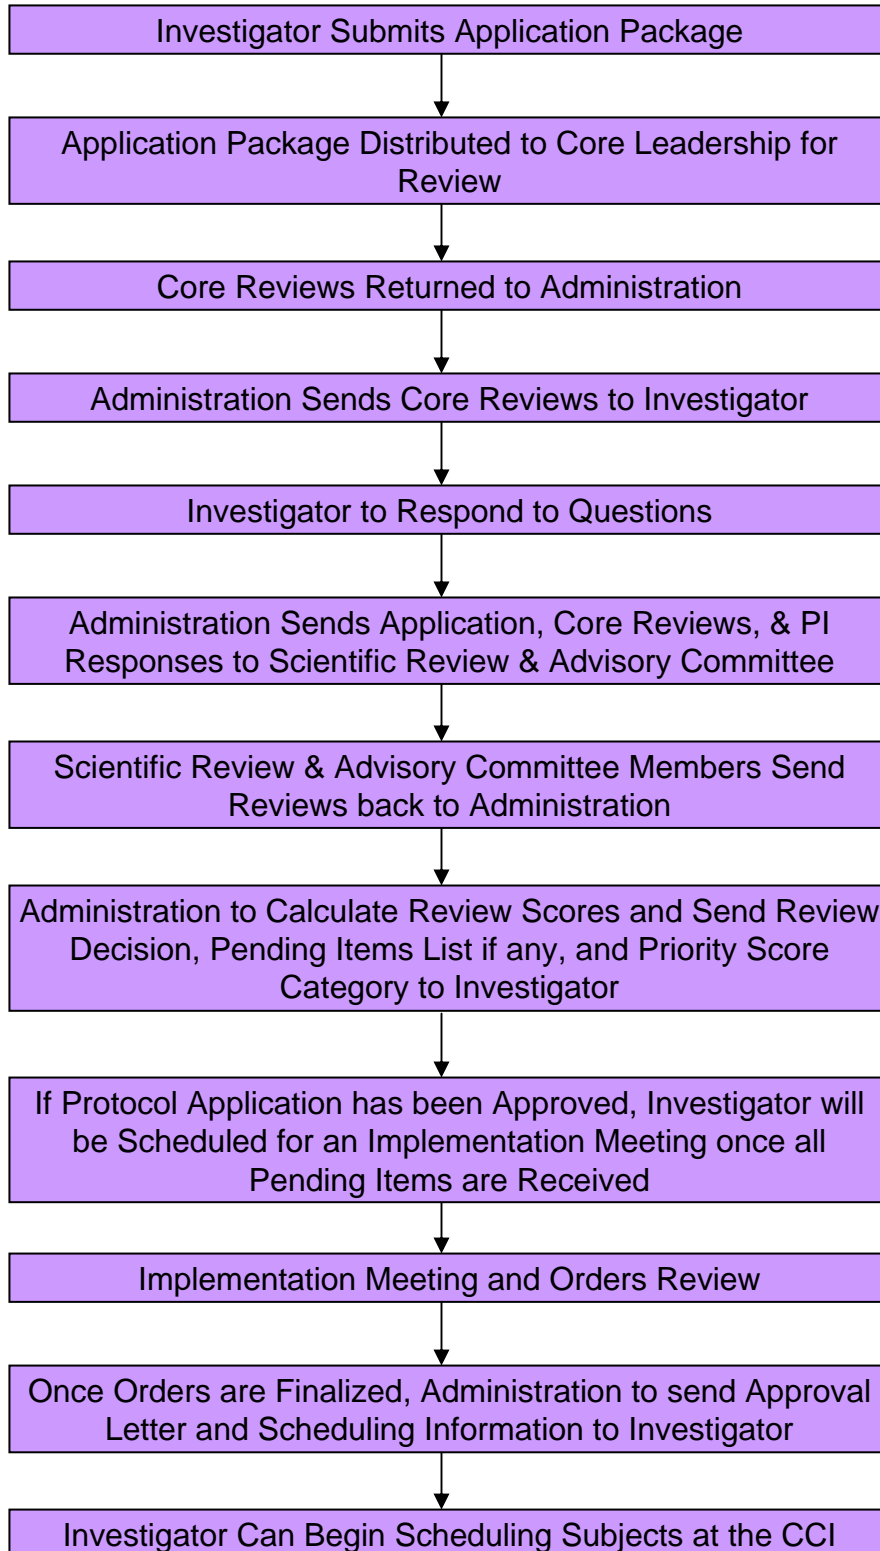 Investigator Submits Application Package
Application Package Distributed to Core Leadership for
Review
Core Reviews Returned to Administration
Administration Sends Core Reviews to Investigator
Investigator to Respond to Questions
Administration Sends Application, Core Reviews, & PI
Responses to Scientific Review & Advisory Committee
Scientific Review & Advisory Committee Members Send
Reviews back to Administration
Administration to Calculate Review Scores and Send Review
Decision, Pending Items List if any, and Priority Score
Category to Investigator
If Protocol Application has been Approved, Investigator will
be Scheduled for an Implementation Meeting once all
Pending Items are Received
Implementation Meeting and Orders Review
Once Orders are Finalized, Administration to send Approval
Letter and Scheduling Information to Investigator
Investigator Can Begin Scheduling Subjects at the CCI